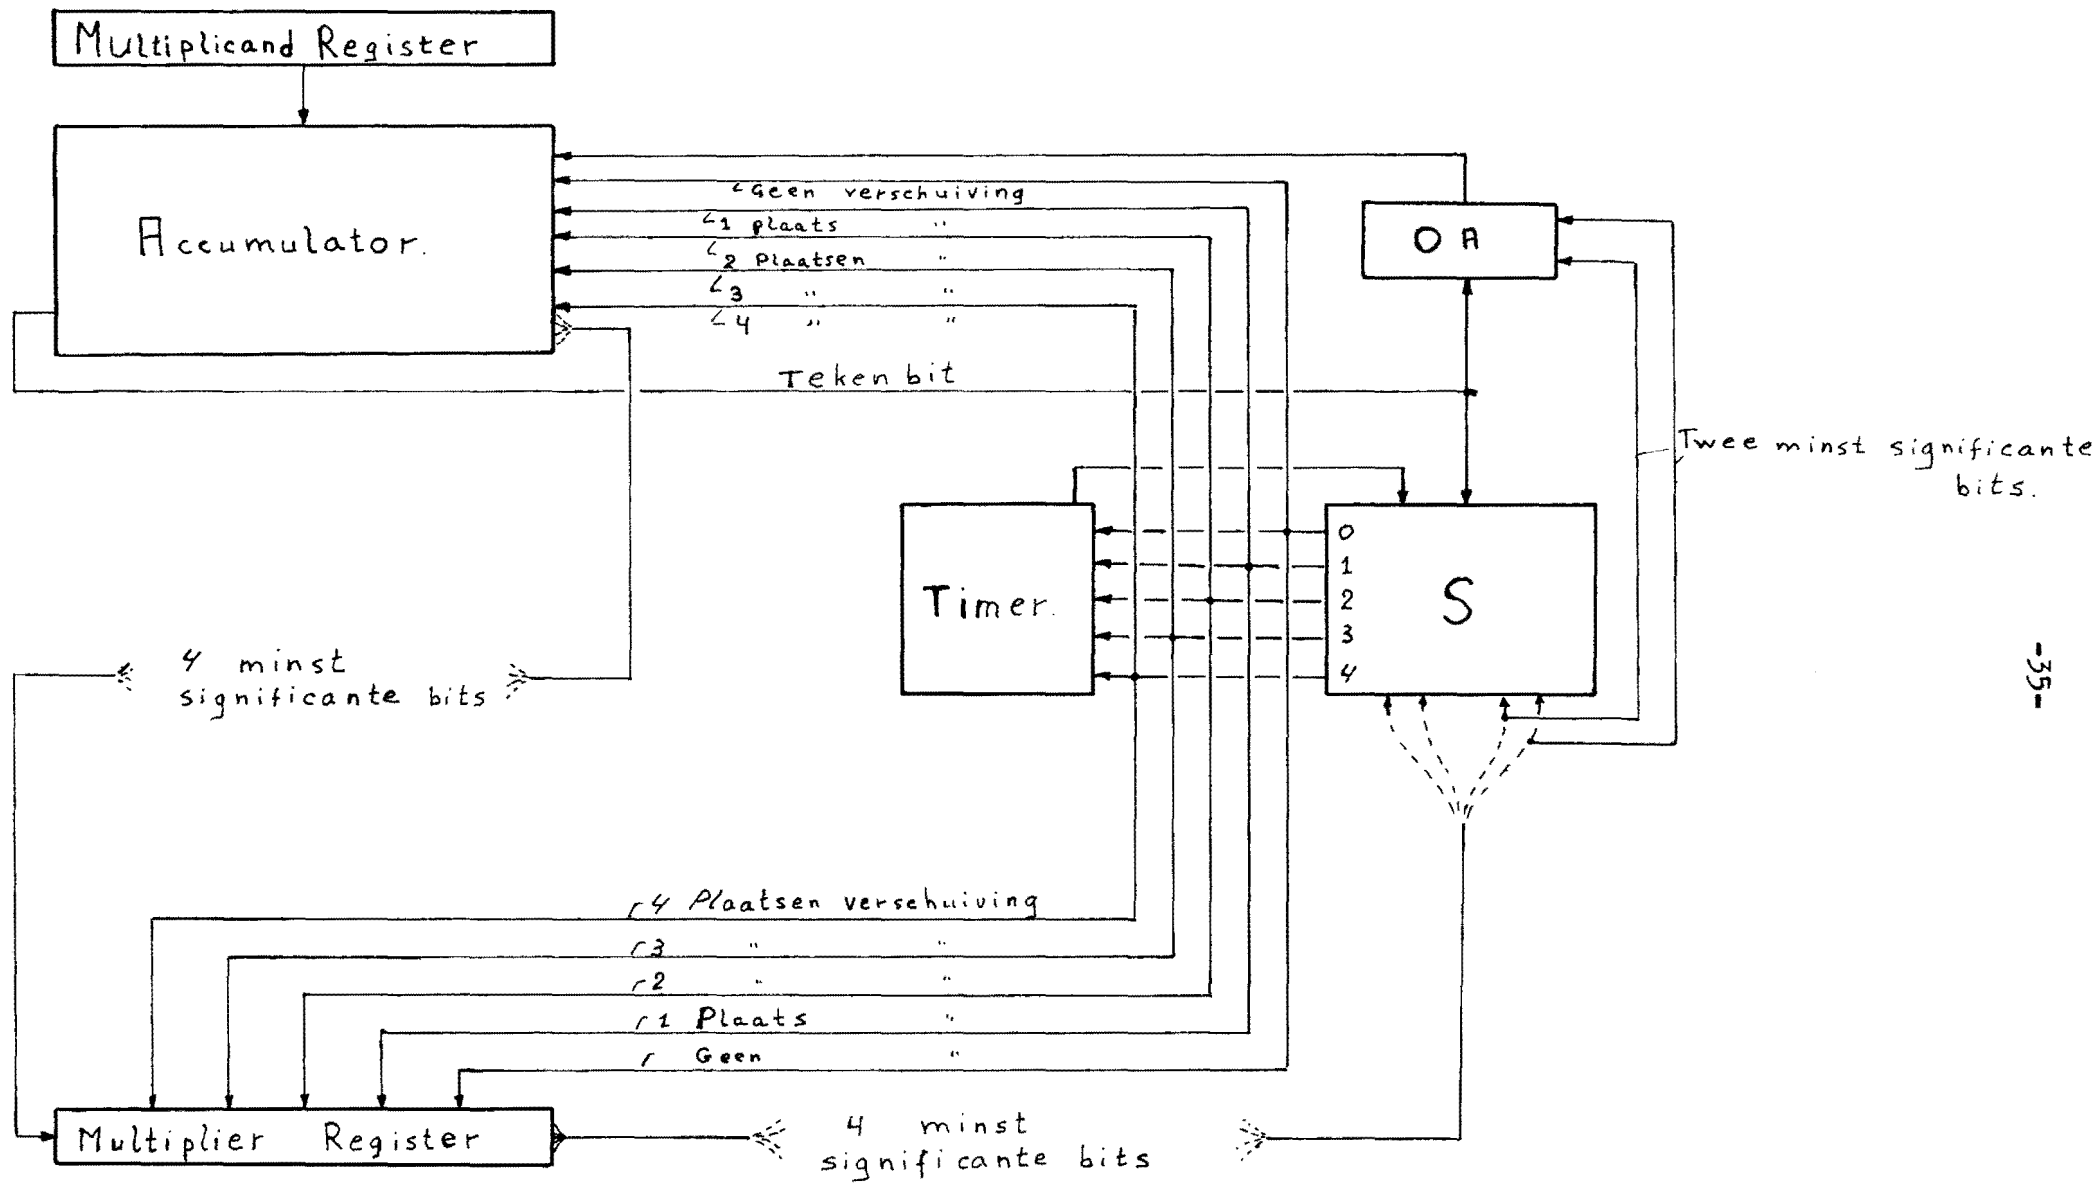 Multiplicand Register
Accumulator.
Geen verschuiving
1 plaats "
2 Plaatsen "
3 " "
4 " "
OA
Teken bit
Twee minst significante
bits.
Timer.
0
1
2
3
4
S
4 minst
significante bits
-35-
4 Plaatsen verschuiving
3 " "
2 " "
1 Plaats "
Geen "
Multiplier Register
4 minst
significante bits